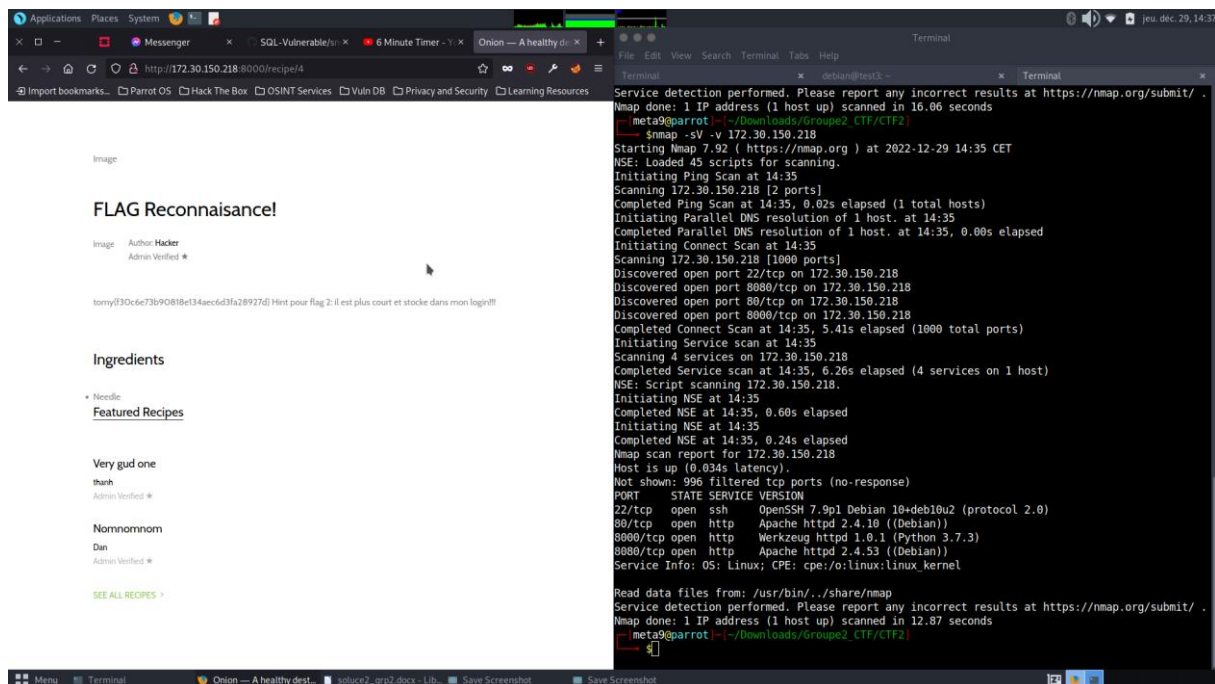 Applications Places System
jeu. déc. 29, 14:37
Messenger
SQL-Vulnerable/sn
6 Minute Timer - Yo
Onion — A healthy de
http://172.30.150.218:8000/recipe/4
Import bookmarks...
Parrot OS
Hack The Box
OSINT Services
Vuln DB
Privacy and Security
Learning Resources
Image
FLAG Reconnaisance!
Image
Author: Hacker
Admin Verified ★
tomy{f30c6e73b90818e134aec6d3fa28927d} Hint pour flag 2: il est plus court et stocke dans mon login!!!
Ingredients
• Needle
Featured Recipes
Very gud one
thanh
Admin Verified ★
Nomnomnom
Dan
Admin Verified ★
SEE ALL RECIPES >
Terminal
File Edit View Search Terminal Tabs Help
Terminal
debian@test3: ~
Terminal
Service detection performed. Please report any incorrect results at https://nmap.org/submit/ .
Nmap done: 1 IP address (1 host up) scanned in 16.06 seconds
[meta9@parrot]-[~/Downloads/Groupe2_CTF/CTF2]
$nmap -sV -v 172.30.150.218
Starting Nmap 7.92 ( https://nmap.org ) at 2022-12-29 14:35 CET
NSE: Loaded 45 scripts for scanning.
Initiating Ping Scan at 14:35
Scanning 172.30.150.218 [2 ports]
Completed Ping Scan at 14:35, 0.02s elapsed (1 total hosts)
Initiating Parallel DNS resolution of 1 host. at 14:35
Completed Parallel DNS resolution of 1 host. at 14:35, 0.00s elapsed
Initiating Connect Scan at 14:35
Scanning 172.30.150.218 [1000 ports]
Discovered open port 22/tcp on 172.30.150.218
Discovered open port 8080/tcp on 172.30.150.218
Discovered open port 80/tcp on 172.30.150.218
Discovered open port 8000/tcp on 172.30.150.218
Completed Connect Scan at 14:35, 5.41s elapsed (1000 total ports)
Initiating Service scan at 14:35
Scanning 4 services on 172.30.150.218
Completed Service scan at 14:35, 6.26s elapsed (4 services on 1 host)
NSE: Script scanning 172.30.150.218.
Initiating NSE at 14:35
Completed NSE at 14:35, 0.60s elapsed
Initiating NSE at 14:35
Completed NSE at 14:35, 0.24s elapsed
Nmap scan report for 172.30.150.218
Host is up (0.034s latency).
Not shown: 996 filtered tcp ports (no-response)
PORT STATE SERVICE VERSION
22/tcp open ssh OpenSSH 7.9p1 Debian 10+deb10u2 (protocol 2.0)
80/tcp open http Apache httpd 2.4.10 ((Debian))
8000/tcp open http Werkzeug httpd 1.0.1 (Python 3.7.3)
8080/tcp open http Apache httpd 2.4.53 ((Debian))
Service Info: OS: Linux; CPE: cpe:/o:linux:linux_kernel
Read data files from: /usr/bin/../share/nmap
Service detection performed. Please report any incorrect results at https://nmap.org/submit/ .
Nmap done: 1 IP address (1 host up) scanned in 12.87 seconds
[meta9@parrot]-[~/Downloads/Groupe2_CTF/CTF2]
$
Menu
Terminal
Onion — A healthy dest...
soluce2_grp2.docx - Lib...
Save Screenshot
Save Screenshot